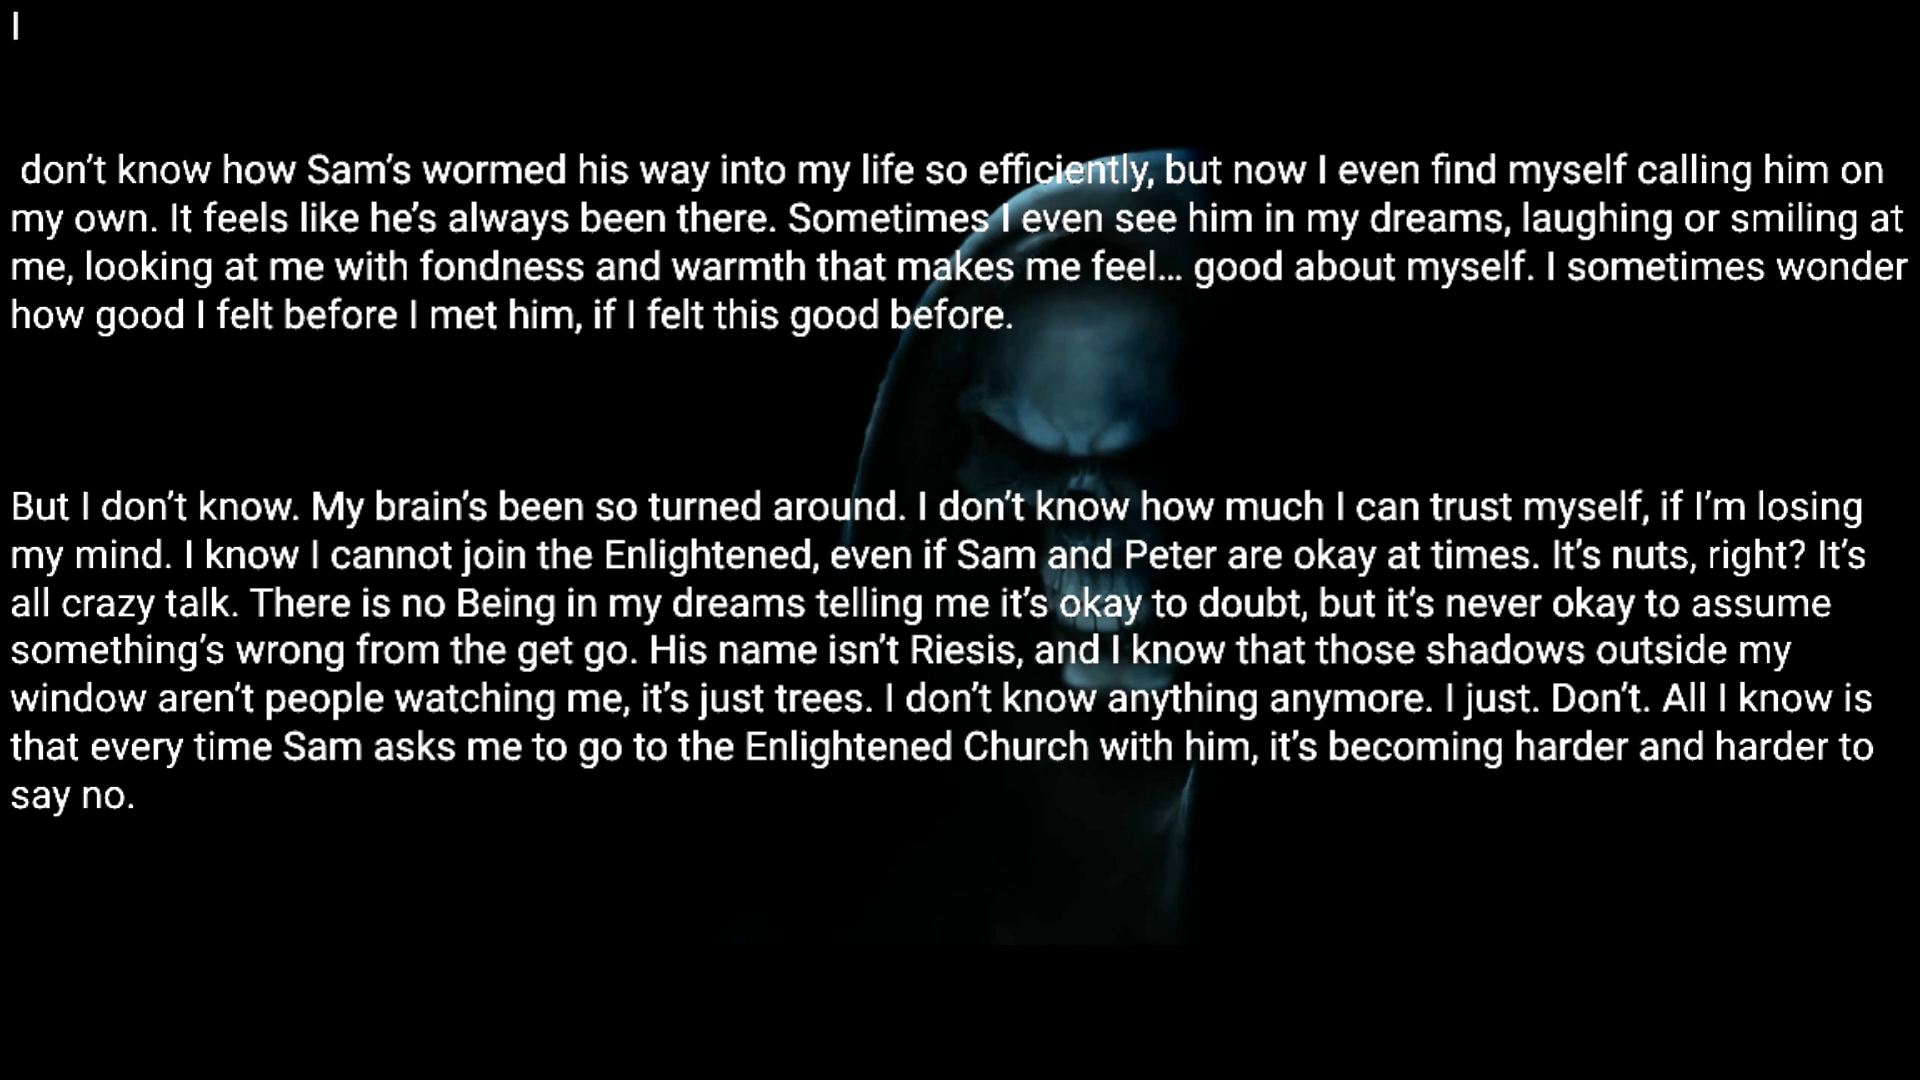 I
don’t know how Sam’s wormed his way into my life so efficiently, but now I even find myself calling him on
my own. It feels like he’s always been there. Sometimes I even see him in my dreams, laughing or smiling at
me, looking at me with fondness and warmth that makes me feel… good about myself. I sometimes wonder
how good I felt before I met him, if I felt this good before.
But I don’t know. My brain’s been so turned around. I don’t know how much I can trust myself, if I’m losing
my mind. I know I cannot join the Enlightened, even if Sam and Peter are okay at times. It’s nuts, right? It’s
all crazy talk. There is no Being in my dreams telling me it’s okay to doubt, but it’s never okay to assume
something’s wrong from the get go. His name isn’t Riesis, and I know that those shadows outside my
window aren’t people watching me, it’s just trees. I don’t know anything anymore. I just. Don’t. All I know is
that every time Sam asks me to go to the Enlightened Church with him, it’s becoming harder and harder to
say no.